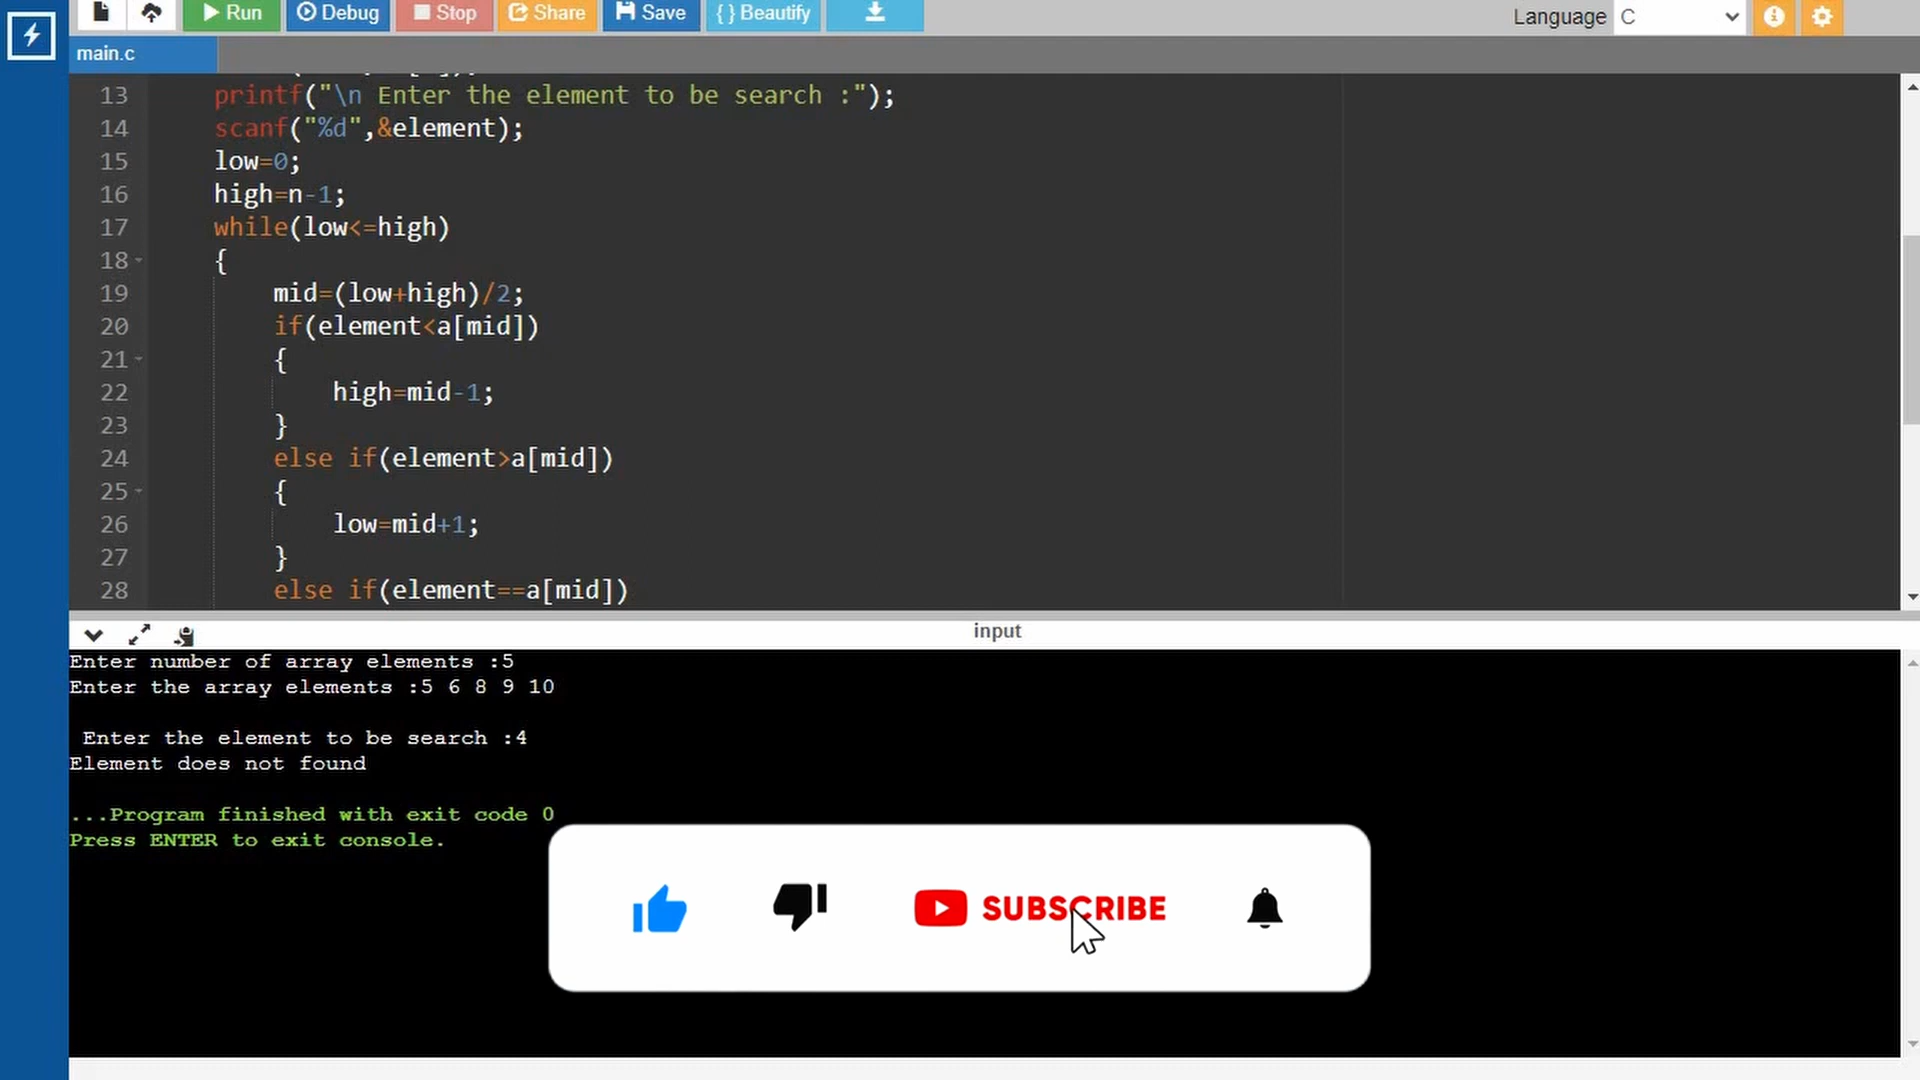 Run Debug Stop Share Save { } Beautify Language C
main.c
13 printf("\n Enter the element to be search :");
14 scanf("%d",&element);
15 low=0;
16 high=n-1;
17 while(low<=high)
18 {
19 mid=(low+high)/2;
20 if(element<a[mid])
21 {
22 high=mid-1;
23 }
24 else if(element>a[mid])
25 {
26 low=mid+1;
27 }
28 else if(element==a[mid])
input
Enter number of array elements :5
Enter the array elements :5 6 8 9 10
Enter the element to be search :4
Element does not found
...Program finished with exit code 0
Press ENTER to exit console.
SUBSCRIBE